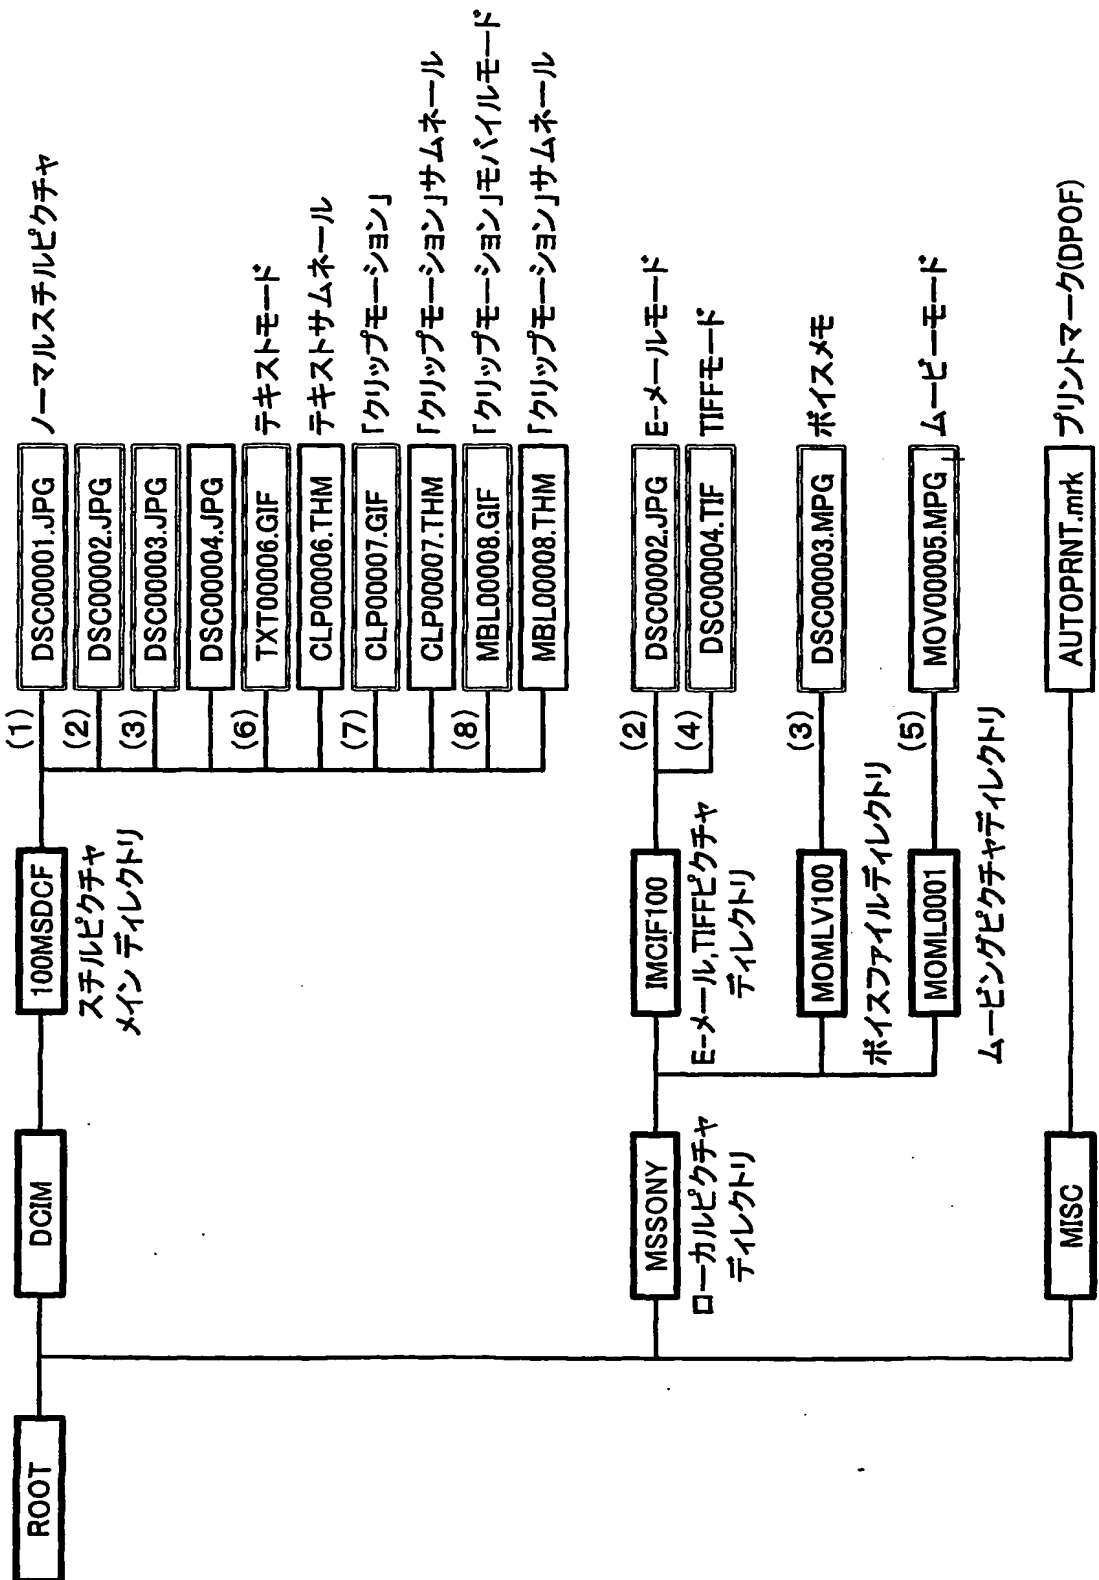 ROOT
DCIM
100MSDCF
スチルピクチャ
メイン ディレクトリ
(1)
DSC00001.JPG
ノーマルスチルピクチャ
(2)
DSC00002.JPG
(3)
DSC00003.JPG
DSC00004.JPG
(6)
TXT00006.GIF
テキストモード
CLP00006.THM
テキストサムネール
(7)
CLP00007.GIF
「クリップモーション」
CLP00007.THM
「クリップモーション」サムネール
(8)
MBL00008.GIF
「クリップモーション」モバイルモード
MBL00008.THM
「クリップモーション」サムネール
MSSONY
ローカルピクチャ
ディレクトリ
IMCIF100
E-メール,TIFFピクチャ
ディレクトリ
(2)
DSC00002.JPG
E-メールモード
(4)
DSC00004.TIF
TIFFモード
MOMLV100
ボイスファイルディレクトリ
(3)
DSC00003.MPG
ボイスメモ
MOML0001
ムービングピクチャディレクトリ
(5)
MOV00005.MPG
ムービーモード
MISC
AUTOPRNT.mrk
プリントマーク(DPOF)